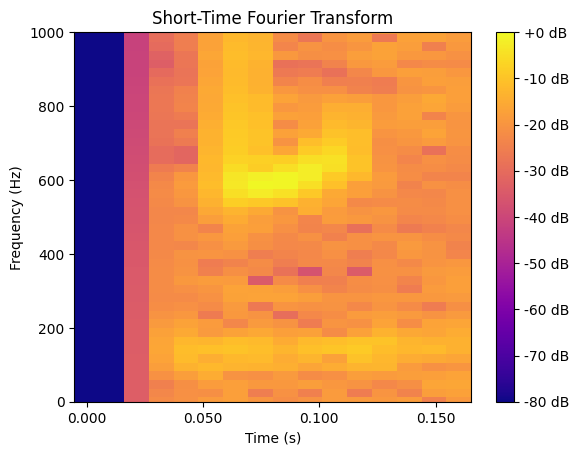 Short-Time Fourier Transform
1000
800
600
400
200
0
Frequency (Hz)
0.000
0.050
0.100
0.150
Time (s)
+0 dB
-10 dB
-20 dB
-30 dB
-40 dB
-50 dB
-60 dB
-70 dB
-80 dB